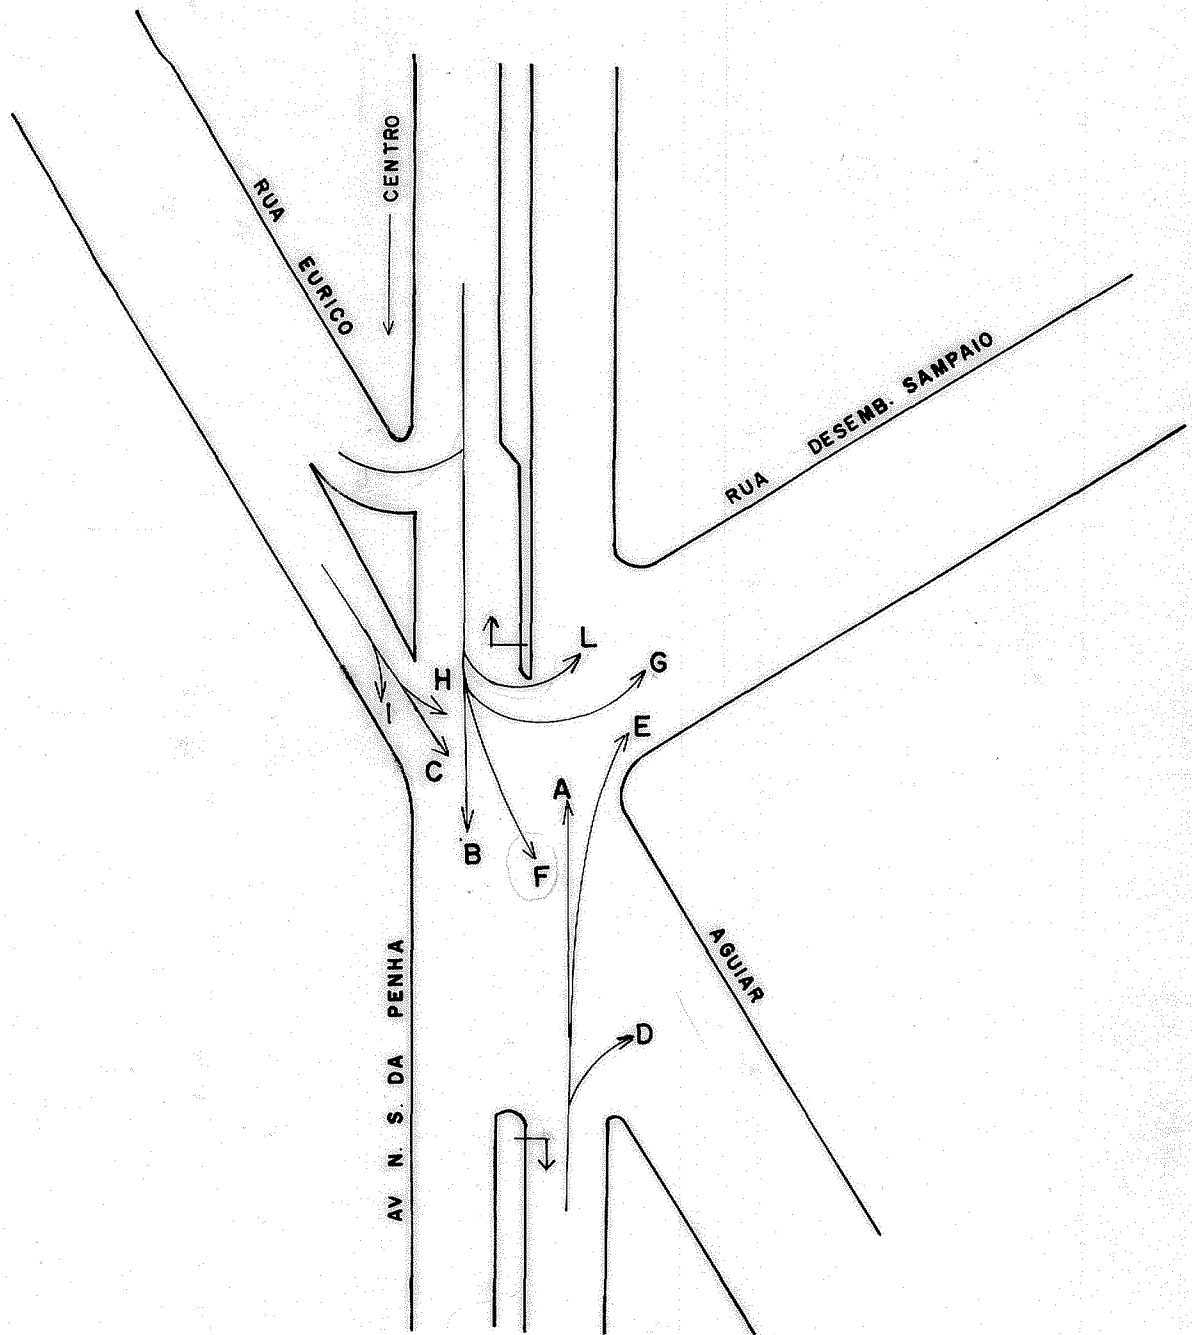 CENTRO
RUA EURICO
RUA DESEMB. SAMPAIO
L
G
H
E
I
C
A
B
F
AGUIAR
D
AV N. S. DA PENHA